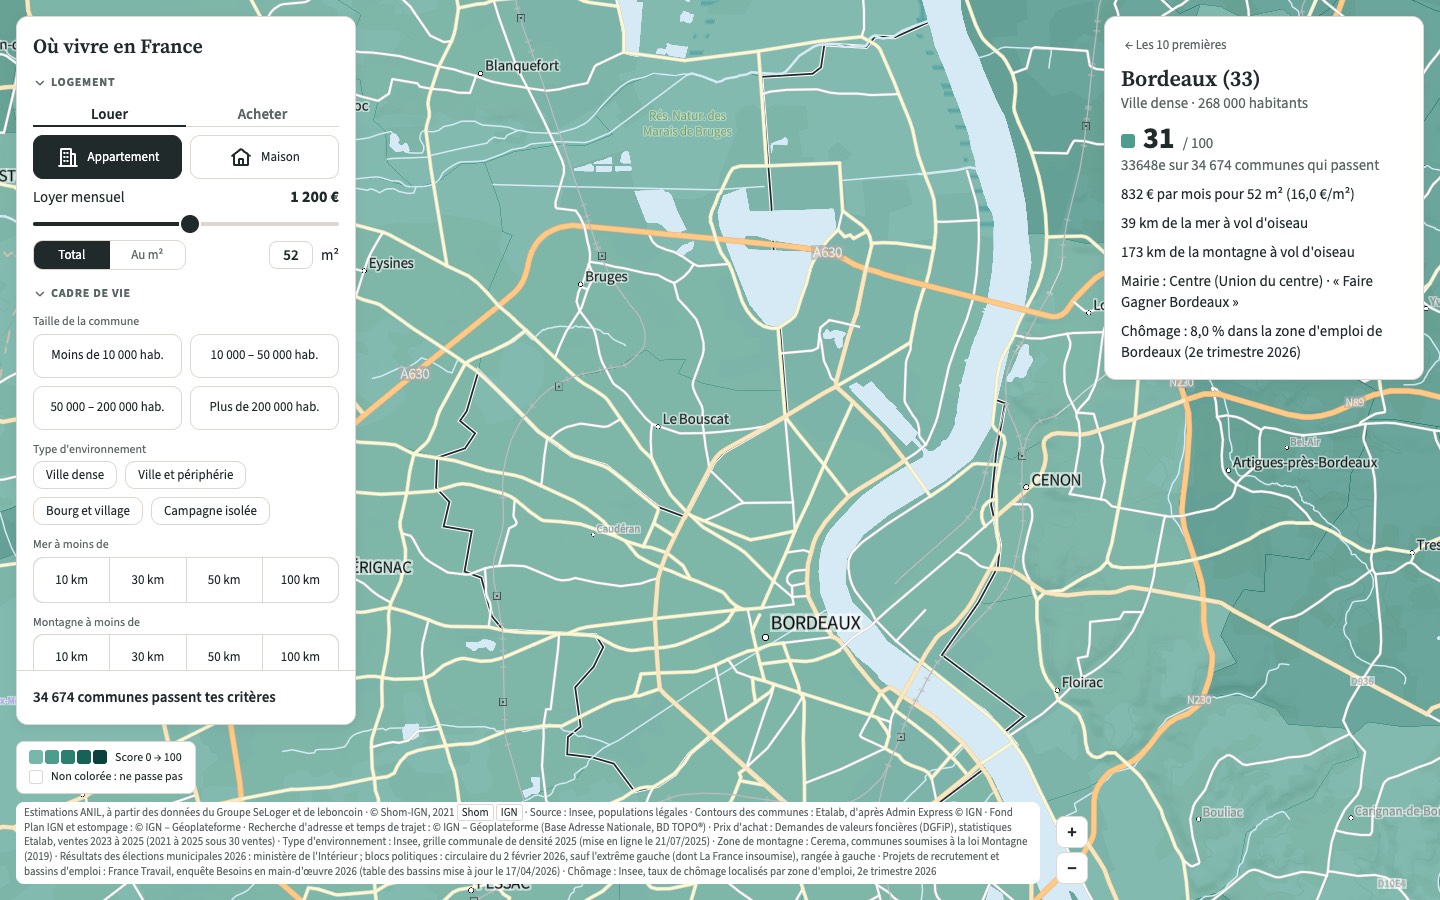 Où vivre en France
LOGEMENT
Louer
Acheter
Appartement
Maison
Loyer mensuel
1 200 €
Total
Au m²
52
m²
CADRE DE VIE
Taille de la commune
Moins de 10 000 hab.
10 000 – 50 000 hab.
50 000 – 200 000 hab.
Plus de 200 000 hab.
Type d'environnement
Ville dense
Ville et périphérie
Bourg et village
Campagne isolée
Mer à moins de
10 km
30 km
50 km
100 km
Montagne à moins de
10 km
30 km
50 km
100 km
34 674 communes passent tes critères
Score 0 → 100
Non colorée : ne passe pas
Blanquefort
Rés. Natur. des
Marais de Bruges
Eysines
Bruges
A630
A630
Le Bouscat
Caudéran
ÉRIGNAC
BORDEAUX
CENON
Floirac
Artigues-près-Bordeaux
Bel-Air
N230
N89
N230
D936
Bouliac
Carignan-de-Bo
Tres
D10E4
PESSAC
← Les 10 premières
Bordeaux (33)
Ville dense · 268 000 habitants
31 / 100
33648e sur 34 674 communes qui passent
832 € par mois pour 52 m² (16,0 €/m²)
39 km de la mer à vol d'oiseau
173 km de la montagne à vol d'oiseau
Mairie : Centre (Union du centre) · « Faire
Gagner Bordeaux »
Chômage : 8,0 % dans la zone d'emploi de
Bordeaux (2e trimestre 2026)
Estimations ANIL, à partir des données du Groupe SeLoger et de leboncoin · © Shom-IGN, 2021 Shom IGN · Source : Insee, populations légales · Contours des communes : Etalab, d'après Admin Express © IGN · Fond
Plan IGN et estompage : © IGN – Géoplateforme · Recherche d'adresse et temps de trajet : © IGN – Géoplateforme (Base Adresse Nationale, BD TOPO®) · Prix d'achat : Demandes de valeurs foncières (DGFiP), statistiques
Etalab, ventes 2023 à 2025 (2021 à 2025 sous 30 ventes) · Type d'environnement : Insee, grille communale de densité 2025 (mise en ligne le 21/07/2025) · Zone de montagne : Cerema, communes soumises à la loi Montagne
(2019) · Résultats des élections municipales 2026 : ministère de l'Intérieur ; blocs politiques : circulaire du 2 février 2026, sauf l'extrême gauche (dont La France insoumise), rangée à gauche · Projets de recrutement et
bassins d'emploi : France Travail, enquête Besoins en main-d'œuvre 2026 (table des bassins mise à jour le 17/04/2026) · Chômage : Insee, taux de chômage localisés par zone d'emploi, 2e trimestre 2026
+
−